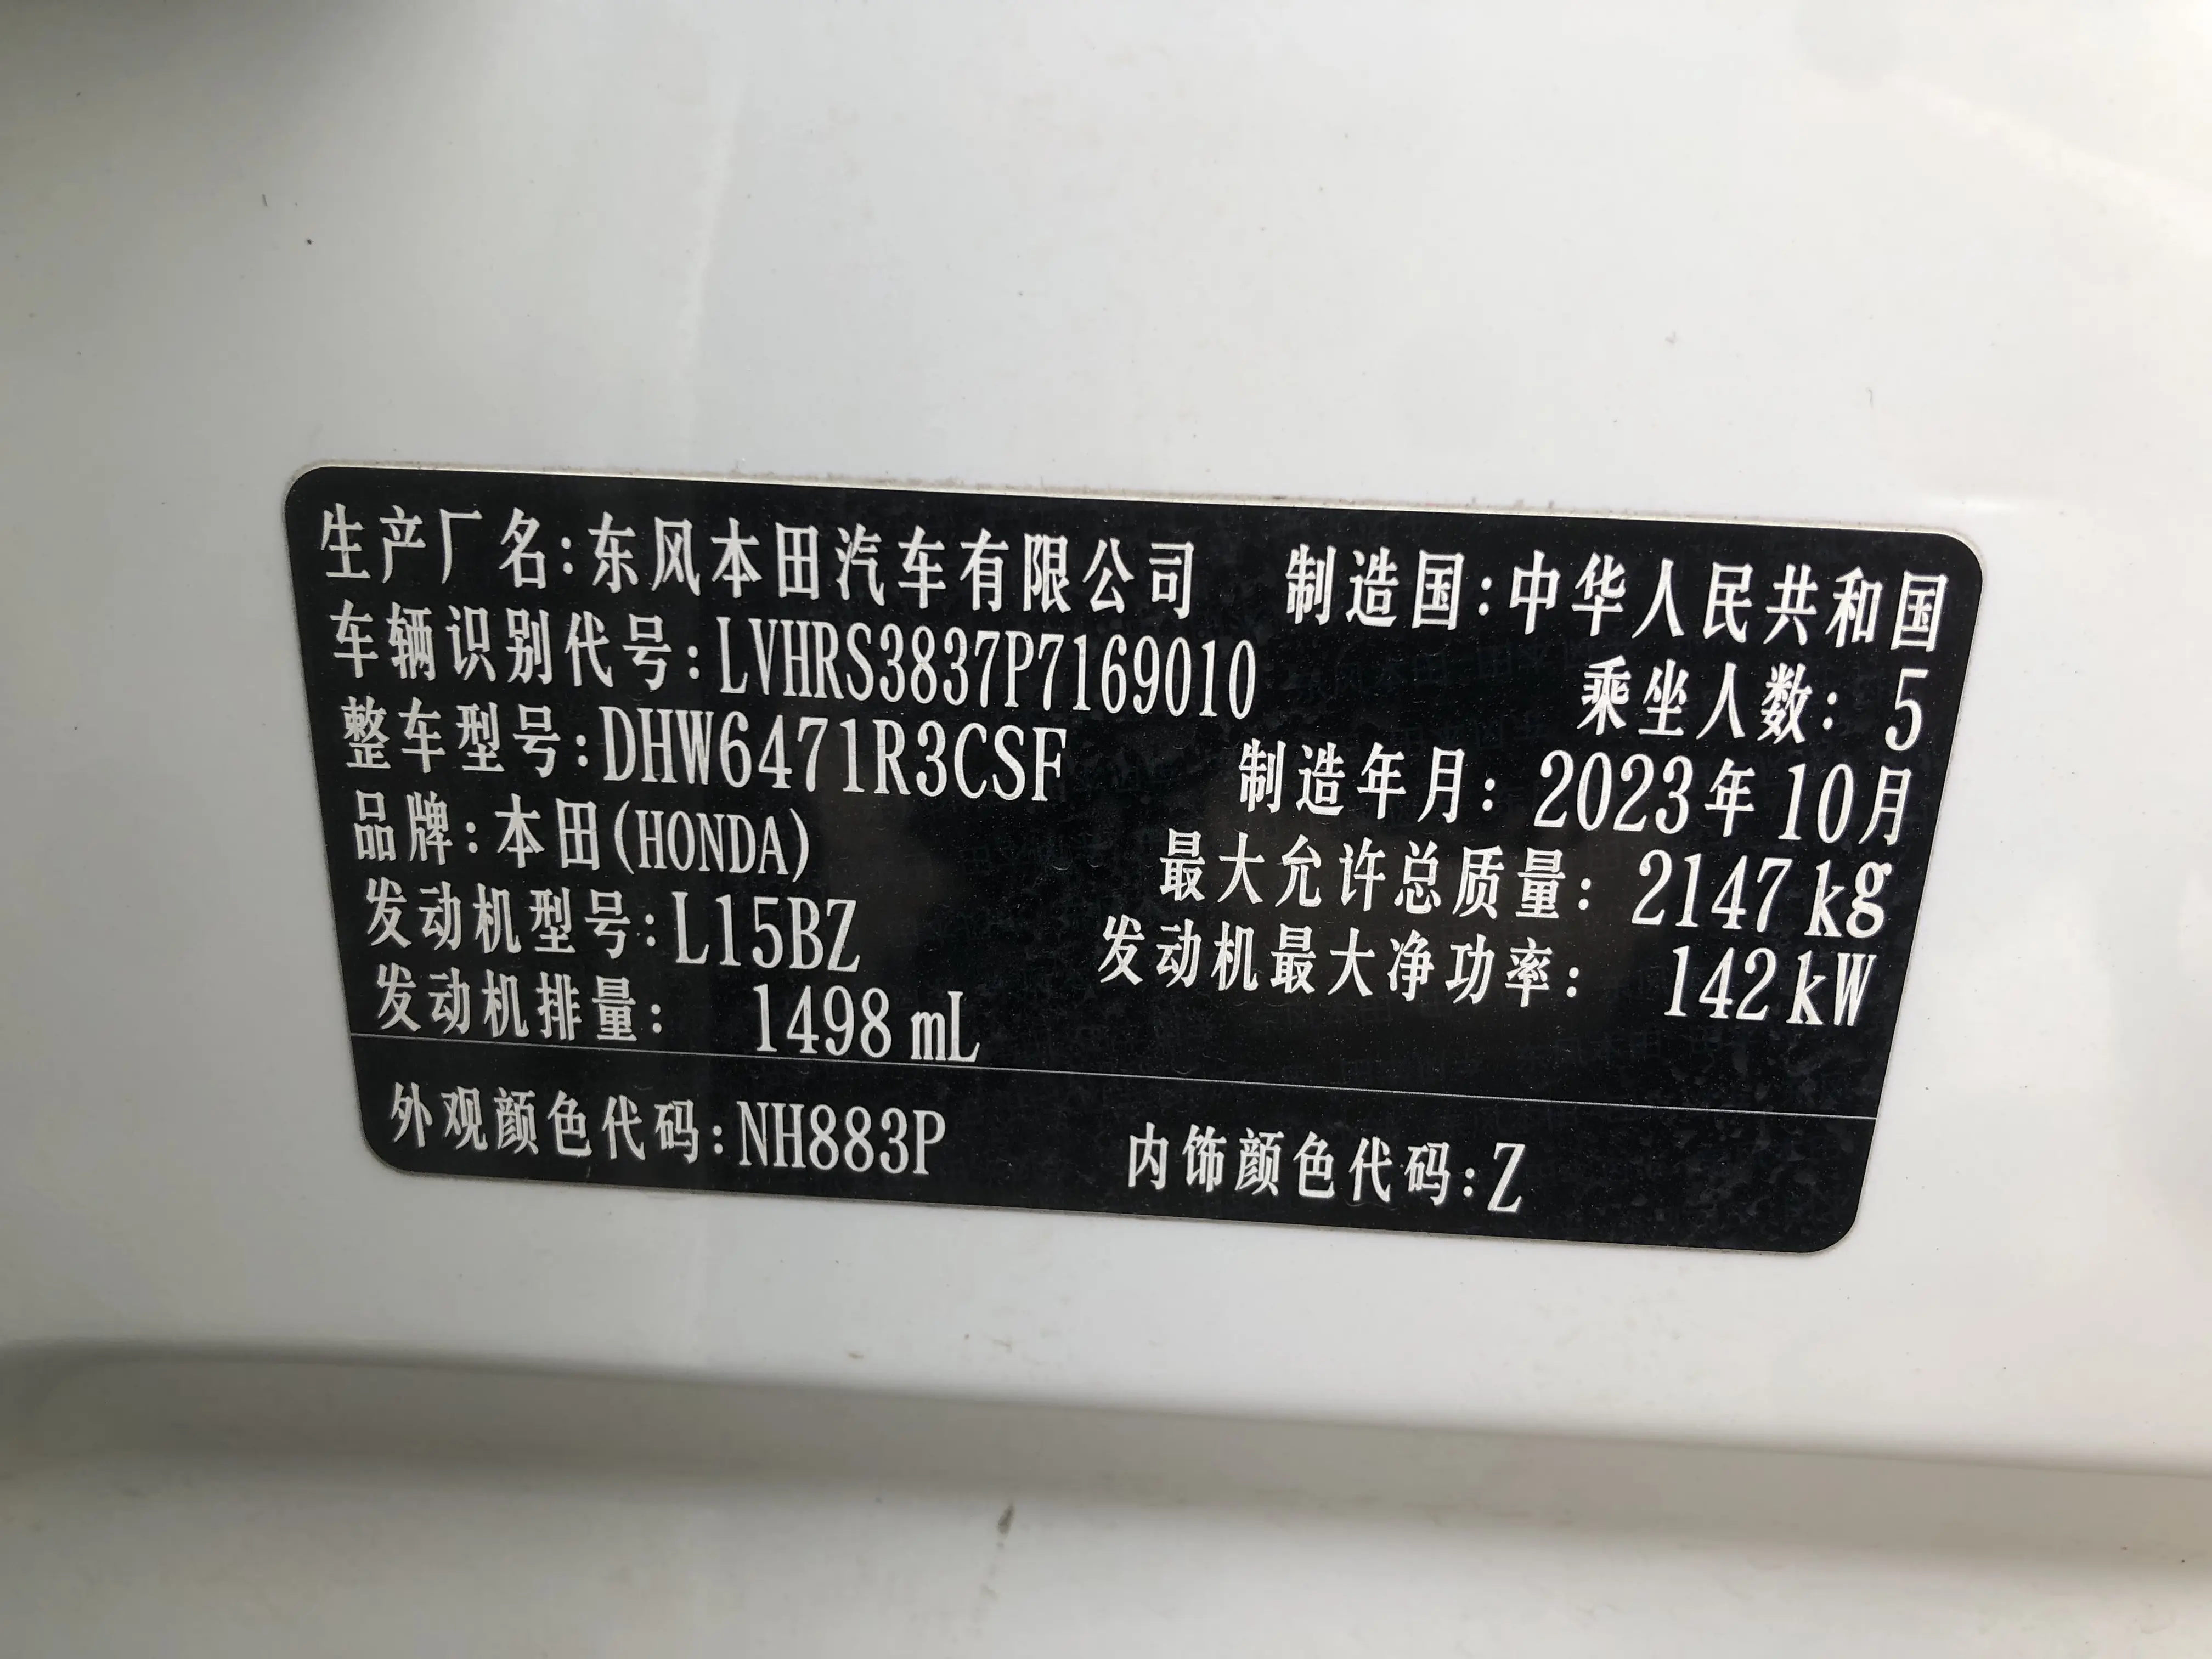 生产厂名:东风本田汽车有限公司 制造国:中华人民共和国
车辆识别代号:LVHRS3837P7169010 乘坐人数: 5
整车型号:DHW6471R3CSF 制造年月: 2023年10月
品牌:本田(HONDA) 最大允许总质量: 2147 kg
发动机型号:L15BZ 发动机最大净功率: 142 kW
发动机排量: 1498 mL
外观颜色代码:NH883P 内饰颜色代码:Z